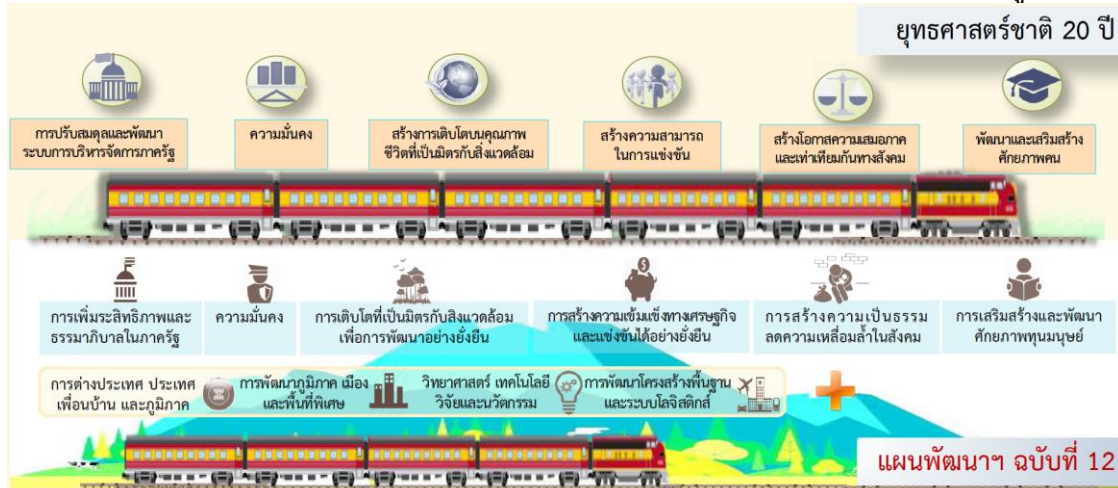 ยุทธศาสตร์ชาติ 20 ปี
การปรับสมดุลและพัฒนา
ระบบการบริหารจัดการภาครัฐ
ความมั่นคง
สร้างการเติบโตบนคุณภาพ
ชีวิตที่เป็นมิตรกับสิ่งแวดล้อม
สร้างความสามารถ
ในการแข่งขัน
สร้างโอกาสความเสมอภาค
และเท่าเทียมกันทางสังคม
พัฒนาและเสริมสร้าง
ศักยภาพคน
การเพิ่มประสิทธิภาพและ
ธรรมาภิบาลในภาครัฐ
ความมั่นคง
การเติบโตที่เป็นมิตรกับสิ่งแวดล้อม
เพื่อการพัฒนาอย่างยั่งยืน
การสร้างความเข้มแข็งทางเศรษฐกิจ
และแข่งขันได้อย่างยั่งยืน
การสร้างความเป็นธรรม
ลดความเหลื่อมล้ำในสังคม
การเสริมสร้างและพัฒนา
ศักยภาพทุนมนุษย์
การต่างประเทศ ประเทศ
เพื่อนบ้าน และภูมิภาค
การพัฒนาภูมิภาค เมือง
และพื้นที่พิเศษ
วิทยาศาสตร์ เทคโนโลยี
วิจัยและนวัตกรรม
การพัฒนาโครงสร้างพื้นฐาน
และระบบโลจิสติกส์
แผนพัฒนาฯ ฉบับที่ 12